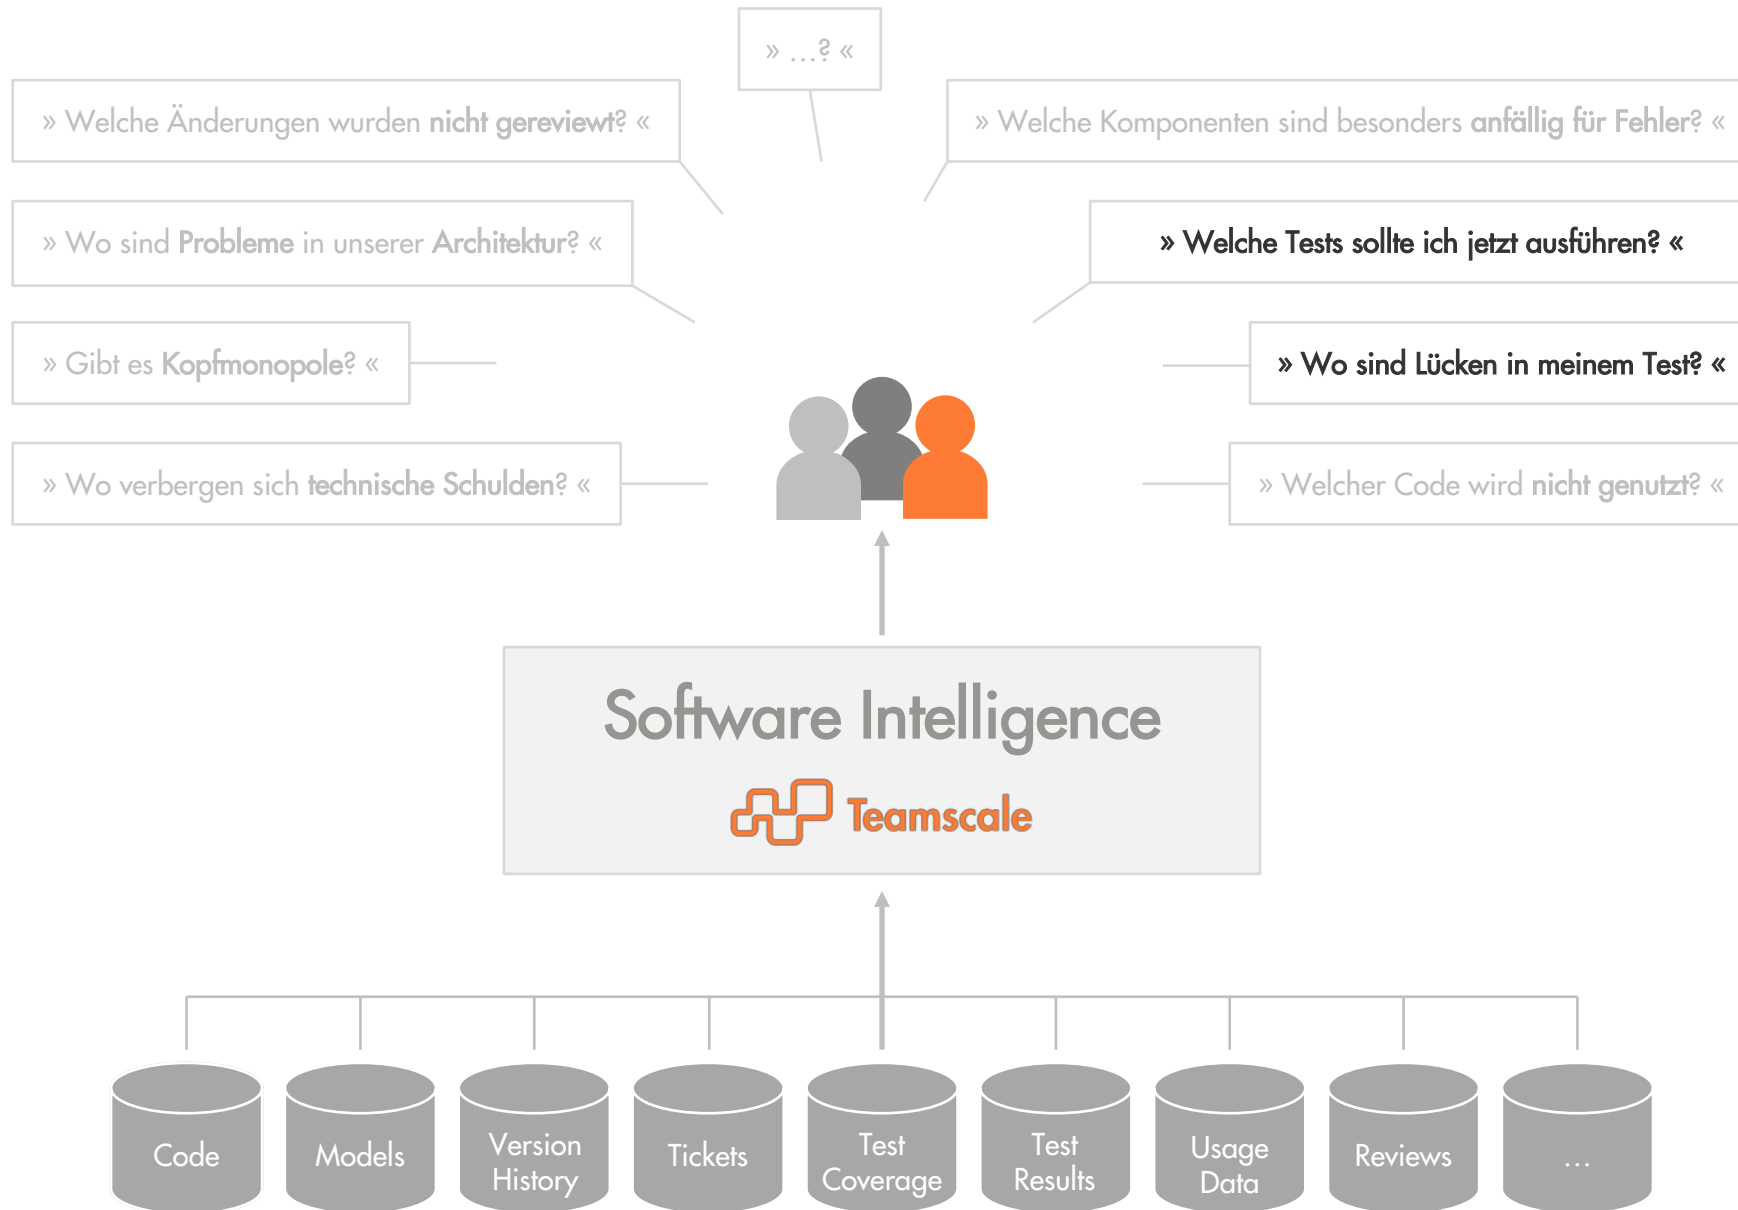 » ...? «
» Welche Änderungen wurden nicht gereviewt? «
» Welche Komponenten sind besonders anfällig für Fehler? «
» Wo sind Probleme in unserer Architektur? «
» Welche Tests sollte ich jetzt ausführen? «
» Gibt es Kopfmonopole? «
» Wo sind Lücken in meinem Test? «
» Wo verbergen sich technische Schulden? «
» Welcher Code wird nicht genutzt? «
Software Intelligence
Teamscale
Code
Models
Version
History
Tickets
Test
Coverage
Test
Results
Usage
Data
Reviews
...